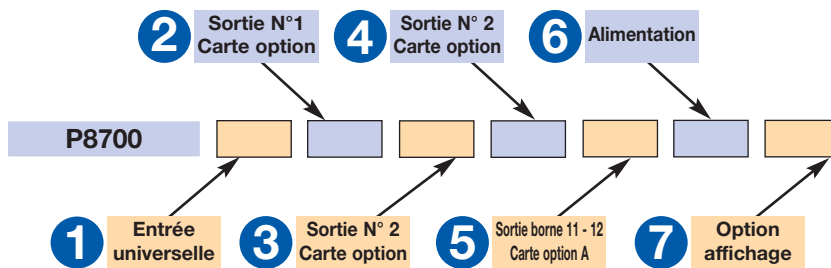 2 Sortie N°1
Carte option
4 Sortie N° 2
Carte option
6 Alimentation
P8700
1 Entrée
universelle
3 Sortie N° 2
Carte option
5 Sortie borne 11 - 12
Carte option A
7 Option
affichage